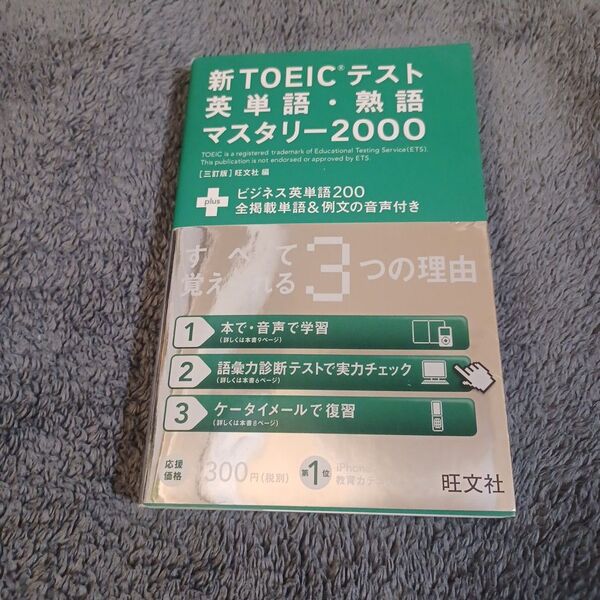 新TOEIC®テスト
英単語・熟語
マスタリー2000
TOEIC is a registered trademark of Educational Testing Service(ETS).
This publication is not endorsed or approved by ETS.
[三訂版] 旺文社 編
plus
ビジネス英単語200
全掲載単語&例文の音声付き
すべて
覚えれる
3つの理由
1 本で・音声で学習
(詳しくは本書9ページ)
2 語彙力診断テストで実力チェック
(詳しくは本書6ページ)
3 ケータイメールで復習
(詳しくは本書8ページ)
応援
価格
300円(税別)
第1位
iPhone
教育カテ
旺文社